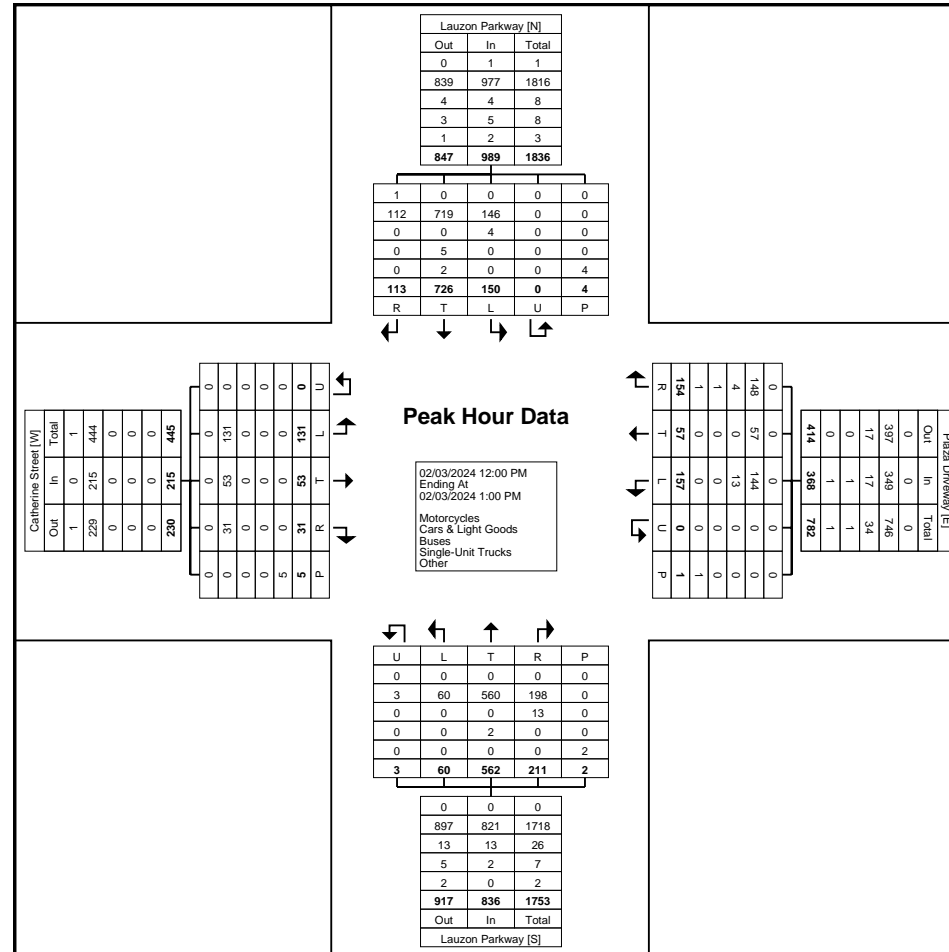 Lauzon Parkway [N]
Out In Total
0 1 1
839 977 1816
4 4 8
3 5 8
1 2 3
847 989 1836
1 0 0 0 0
112 719 146 0 0
0 0 4 0 0
0 5 0 0 0
0 2 0 0 4
113 726 150 0 4
R T L U P
Catherine Street [W]
Total 1 444 0 0 0 445
In 0 215 0 0 0 215
Out 1 229 0 0 0 230
0 0 0 0 0 0 U
0 131 0 0 0 131 L
0 53 0 0 0 53 T
0 31 0 0 0 31 R
0 0 0 0 5 5 P
Peak Hour Data
02/03/2024 12:00 PM
Ending At
02/03/2024 1:00 PM
Motorcycles
Cars & Light Goods
Buses
Single-Unit Trucks
Other
R 154 1 1 4 148 0
T 57 0 0 0 57 0
L 157 0 0 13 144 0
U 0 0 0 0 0 0
P 1 1 0 0 0 0
414 0 0 17 397 0 Out
368 1 1 17 349 0 In
782 1 1 34 746 0 Total
Plaza Driveway [E]
U L T R P
0 0 0 0 0
3 60 560 198 0
0 0 0 13 0
0 0 2 0 0
0 0 0 0 2
3 60 562 211 2
0 0 0
897 821 1718
13 13 26
5 2 7
2 0 2
917 836 1753
Out In Total
Lauzon Parkway [S]